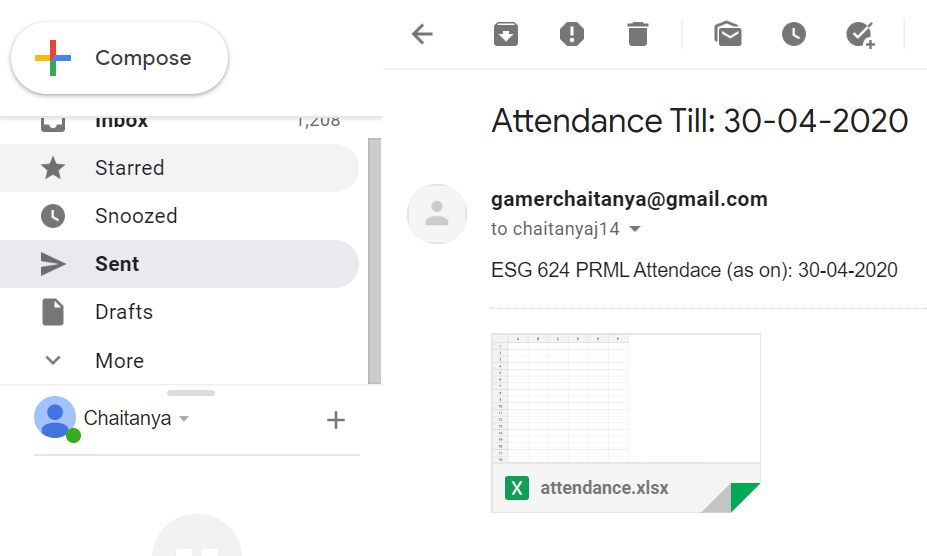 Compose
Inbox 1,208
Starred
Snoozed
Sent
Drafts
More
Chaitanya
Attendance Till: 30-04-2020
gamerchaitanya@gmail.com
to chaitanyaj14
ESG 624 PRML Attendace (as on): 30-04-2020
X attendance.xlsx